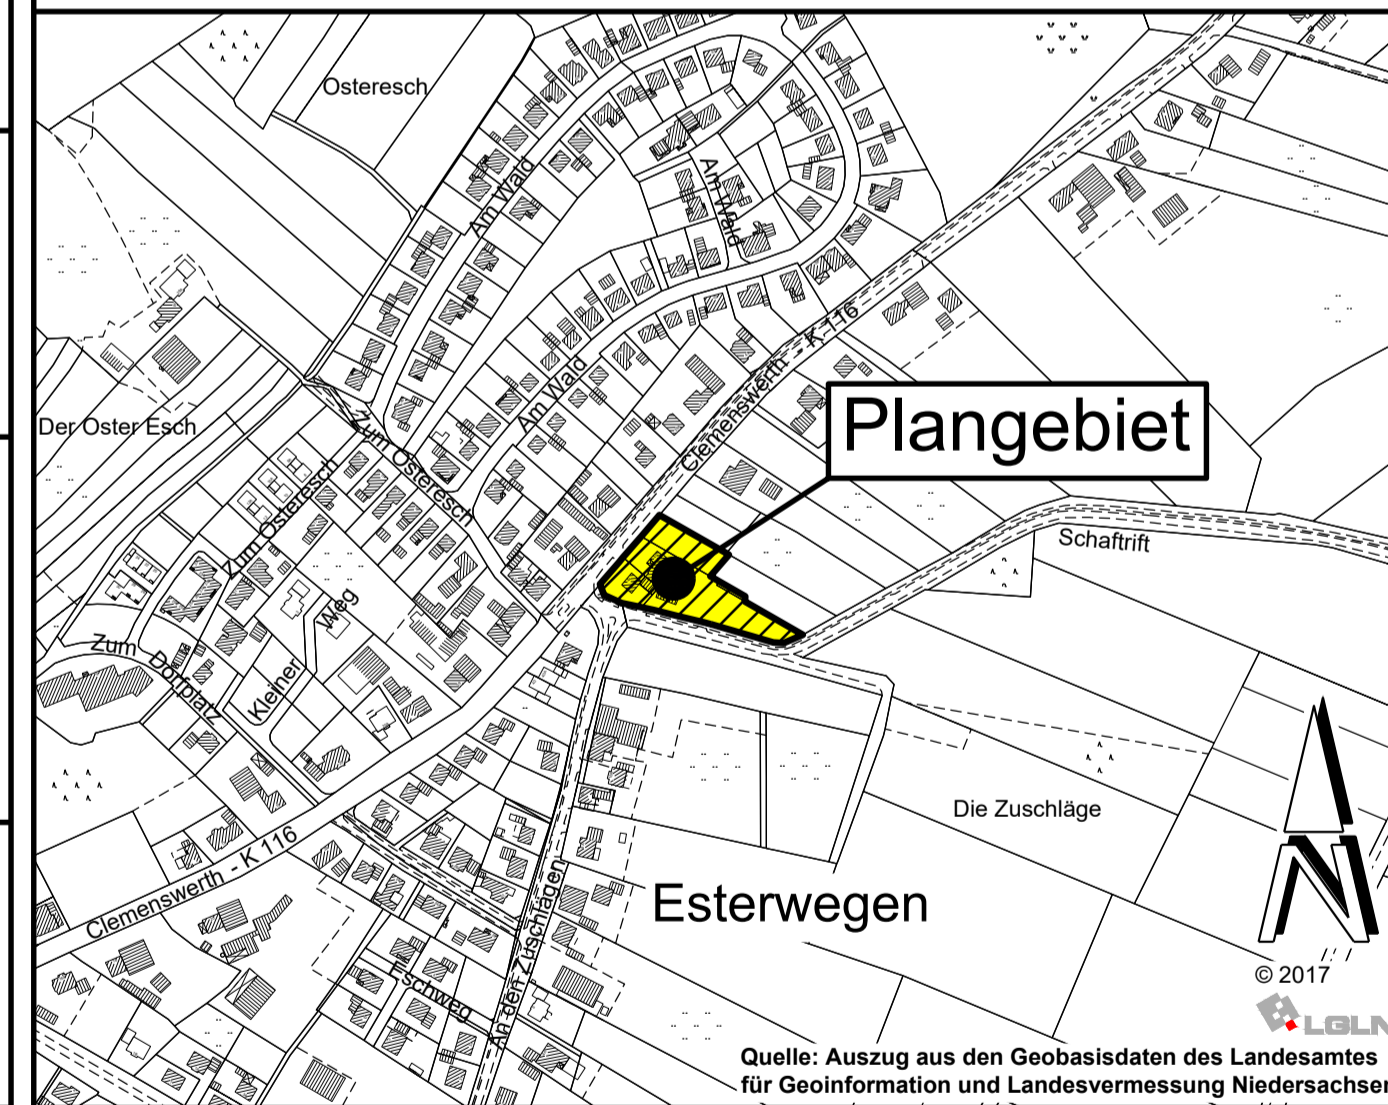 Osteresch
Am Wald
Am Wald
Der Oster Esch
Zum Osteresch
Am Wald
Clemenswerth - K 116
Plangebiet
Zum Osteresch
Schaftrift
Kleiner Weg
Zum Dorfplatz
Die Zuschläge
Clemenswerth - K 116
Esterwegen
An den Zuschlägen
Eschweg
N
© 2017
LGLN
Quelle: Auszug aus den Geobasisdaten des Landesamtes
für Geoinformation und Landesvermessung Niedersachsen